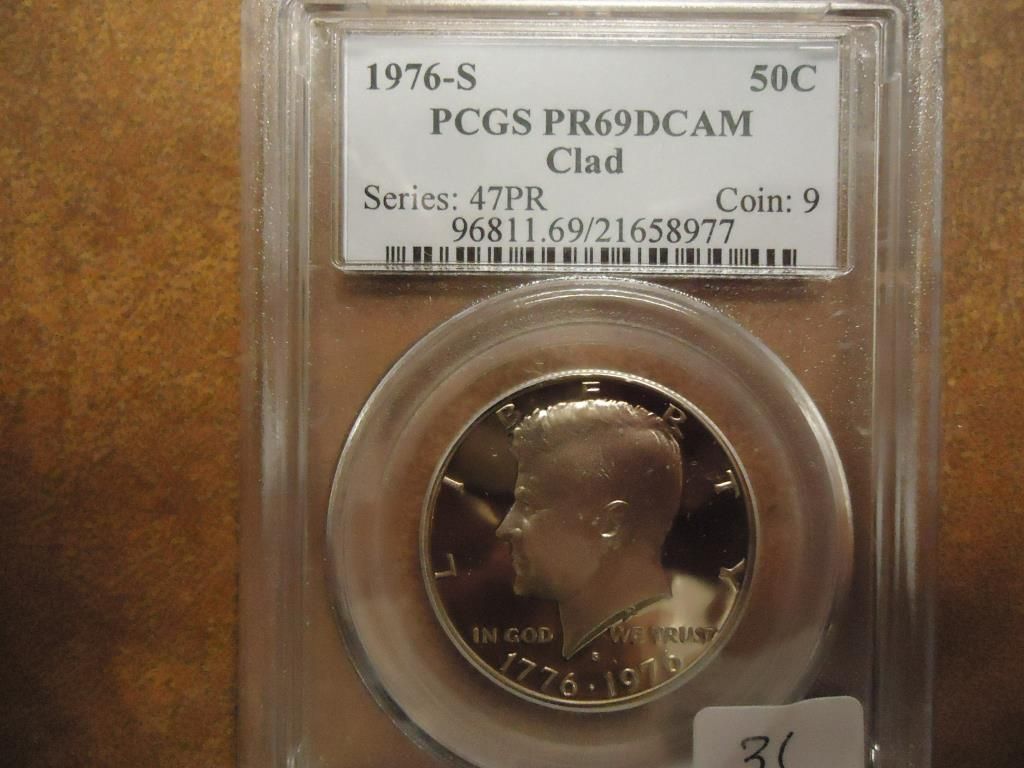 1976-S 50C
PCGS PR69DCAM
Clad
Series: 47PR Coin: 9
96811.69/21658977
LIBERTY
IN GOD WE TRUST
S
1776 · 1976